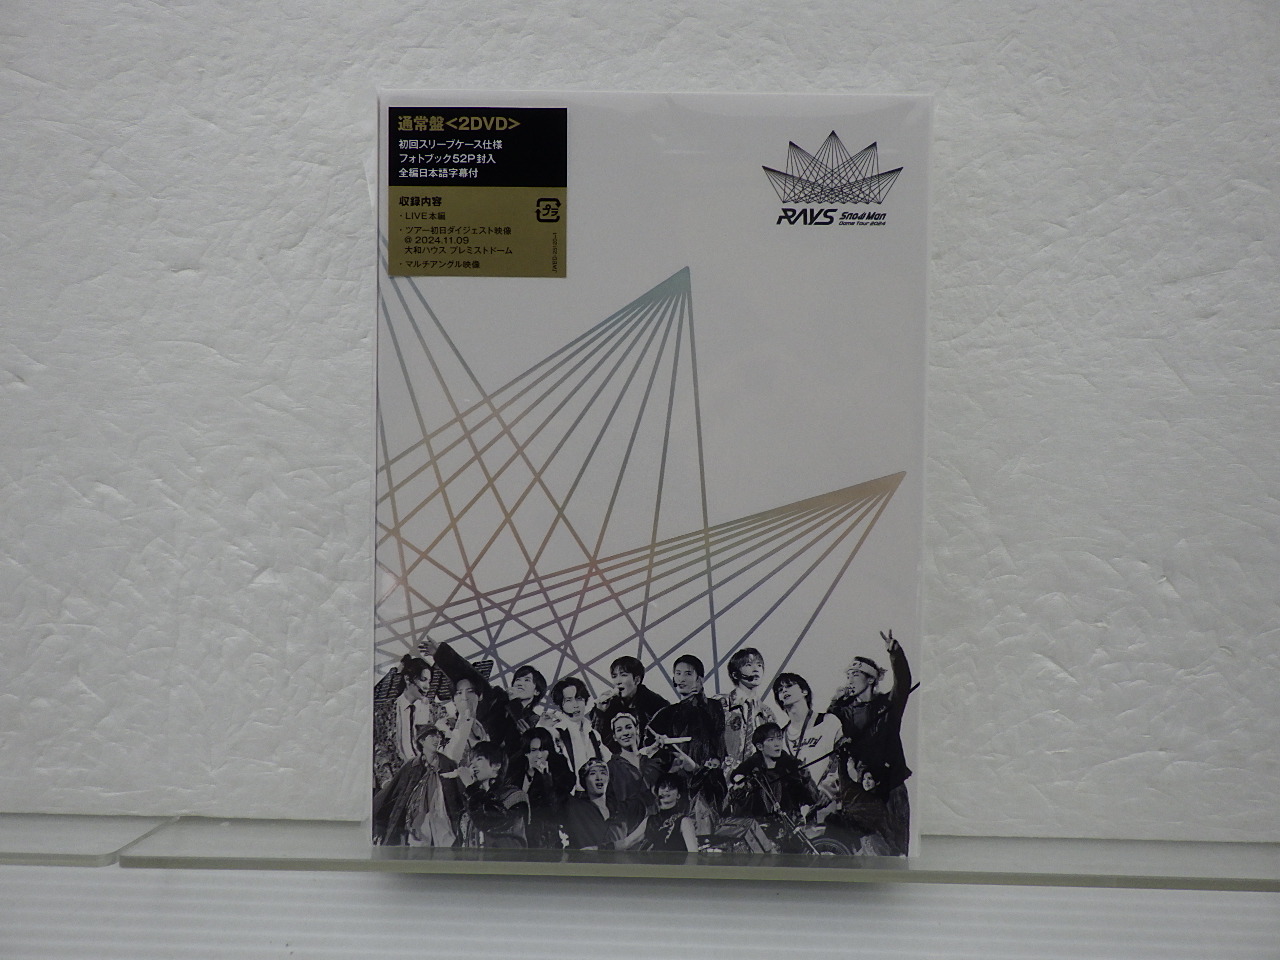 通常盤<2DVD>
初回スリーブケース仕様
フォトブック52P封入
全編日本語字幕付
収録内容
・LIVE本編
・ツアー初日ダイジェスト映像
@ 2024.11.09
大和ハウス プレミストドーム
・マルチアングル映像
プラ
RAYS Snow Man
Dome Tour 2024